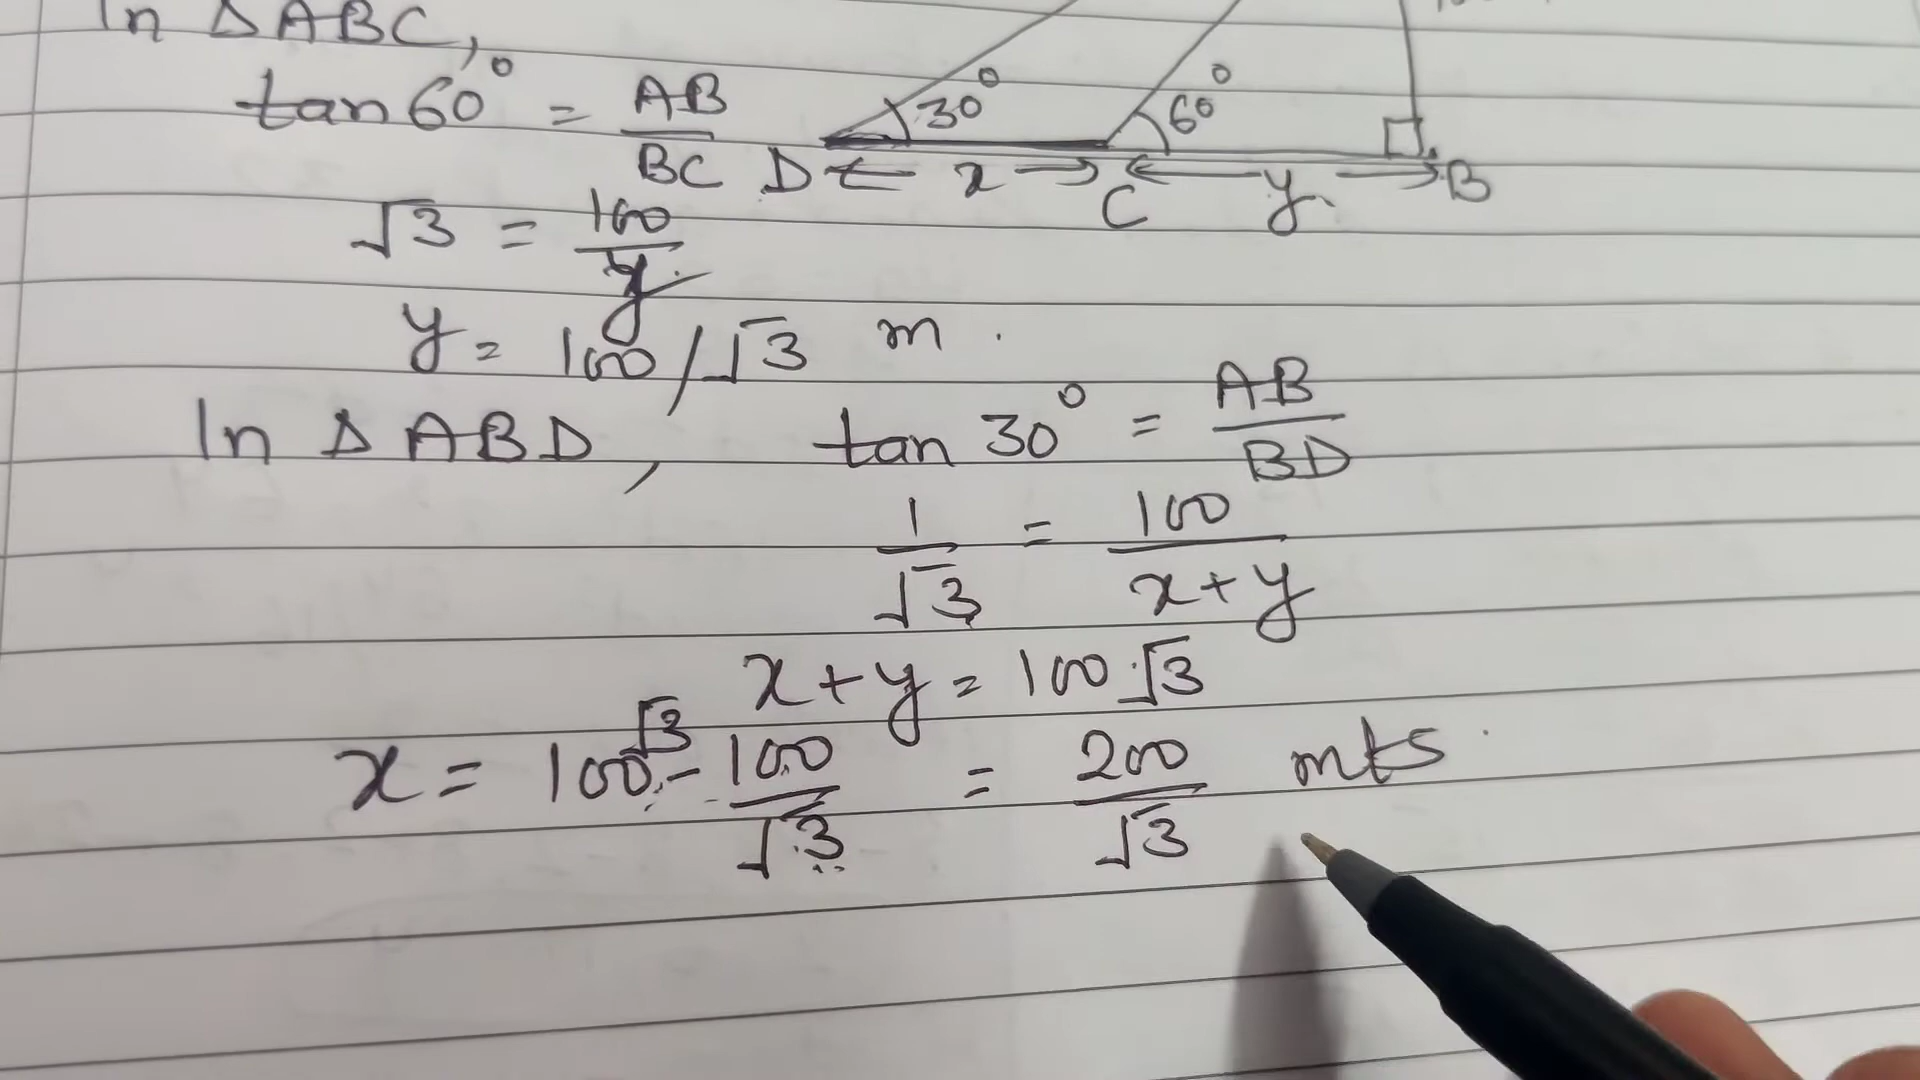 In ΔABC,
tan 60° = AB/BC
30°
60°
D ← x → C ← y → B
√3 = 100/y
y = 100/√3 m .
In Δ ABD, tan 30° = AB/BD
1/√3 = 100/x+y
x+y = 100√3
x = 100√3 - 100/√3 = 200/√3 mts .